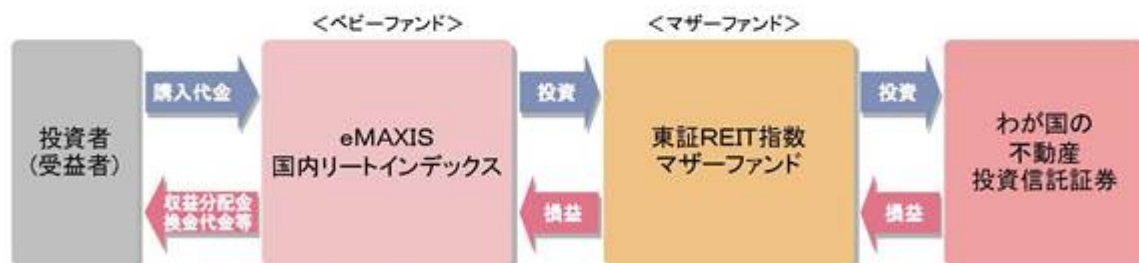 ＜ベビーファンド＞
＜マザーファンド＞
投資者
(受益者)
購入代金
収益分配金
換金代金等
eMAXIS
国内リートインデックス
投資
損益
東証REIT指数
マザーファンド
投資
損益
わが国の
不動産
投資信託証券